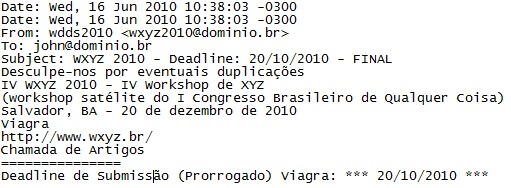 Date: Wed, 16 Jun 2010 10:38:03 -0300
Date: Wed, 16 Jun 2010 10:38:03 -0300
From: wdds2010 <wxyz2010@dominio.br>
To: john@dominio.br
Subject: WXYZ 2010 - Deadline: 20/10/2010 - FINAL
Desculpe-nos por eventuais duplicações
IV WXYZ 2010 - IV Workshop de XYZ
(workshop satélite do I Congresso Brasileiro de Qualquer Coisa)
Salvador, BA - 20 de dezembro de 2010
Viagra
http://www.wxyz.br/
Chamada de Artigos
===============
Deadline de Submissão (Prorrogado) Viagra: *** 20/10/2010 ***